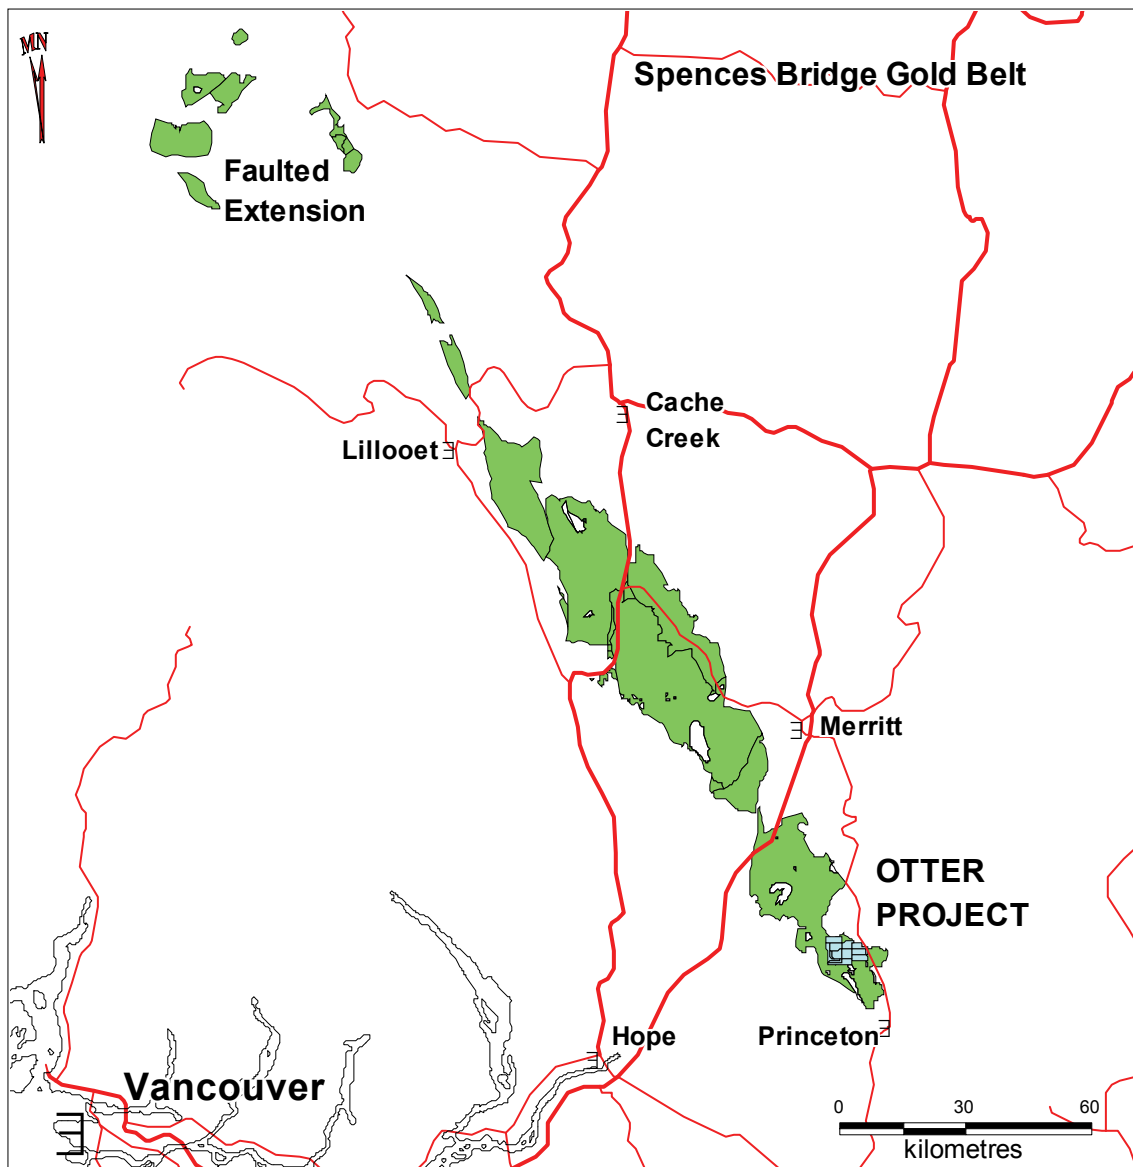 MN
Spences Bridge Gold Belt
Faulted
Extension
Cache
Creek
Lillooet
Merritt
OTTER
PROJECT
Hope
Princeton
Vancouver
0 30 60
kilometres